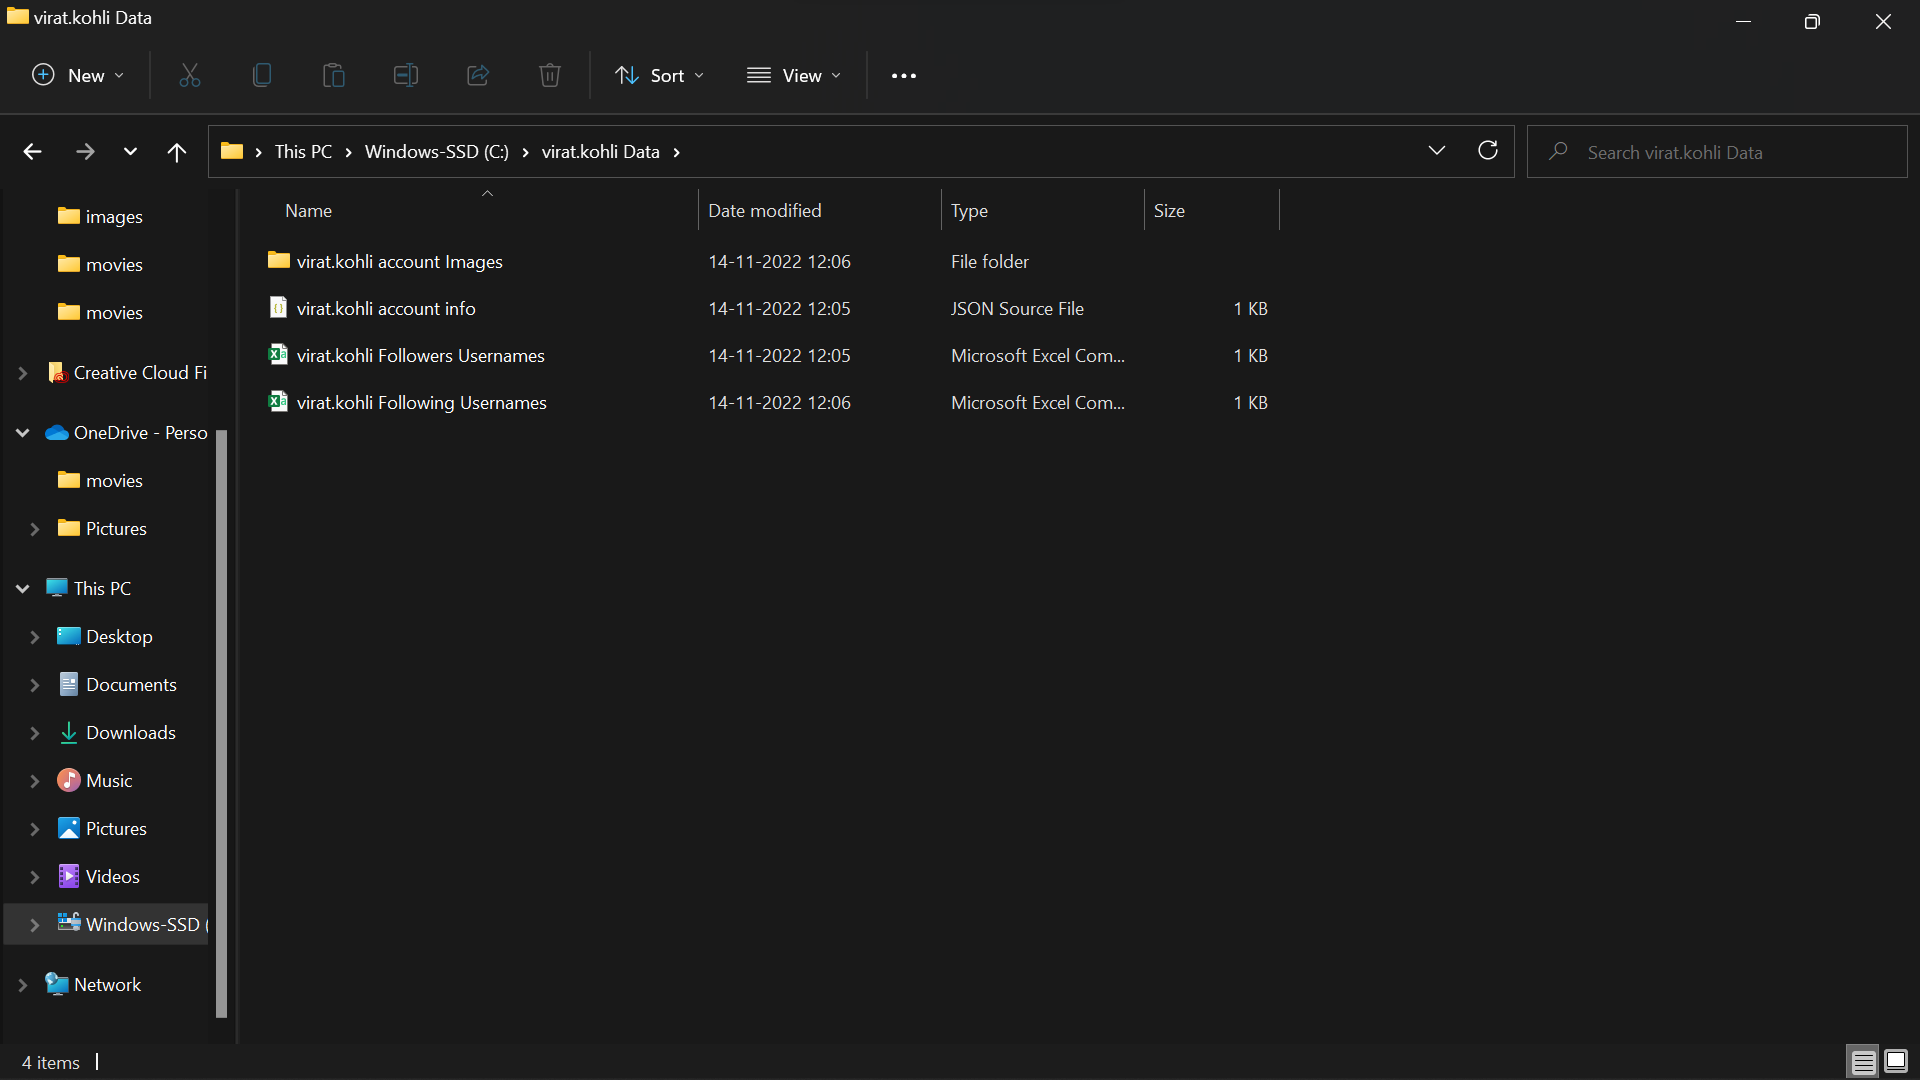 virat.kohli Data
New
Sort
View
This PC
Windows-SSD (C:)
virat.kohli Data
Search virat.kohli Data
images
movies
movies
Creative Cloud Fi
OneDrive - Perso
movies
Pictures
This PC
Desktop
Documents
Downloads
Music
Pictures
Videos
Windows-SSD (
Network
Name Date modified Type Size
virat.kohli account Images 14-11-2022 12:06 File folder
virat.kohli account info 14-11-2022 12:05 JSON Source File 1 KB
virat.kohli Followers Usernames 14-11-2022 12:05 Microsoft Excel Com... 1 KB
virat.kohli Following Usernames 14-11-2022 12:06 Microsoft Excel Com... 1 KB
4 items